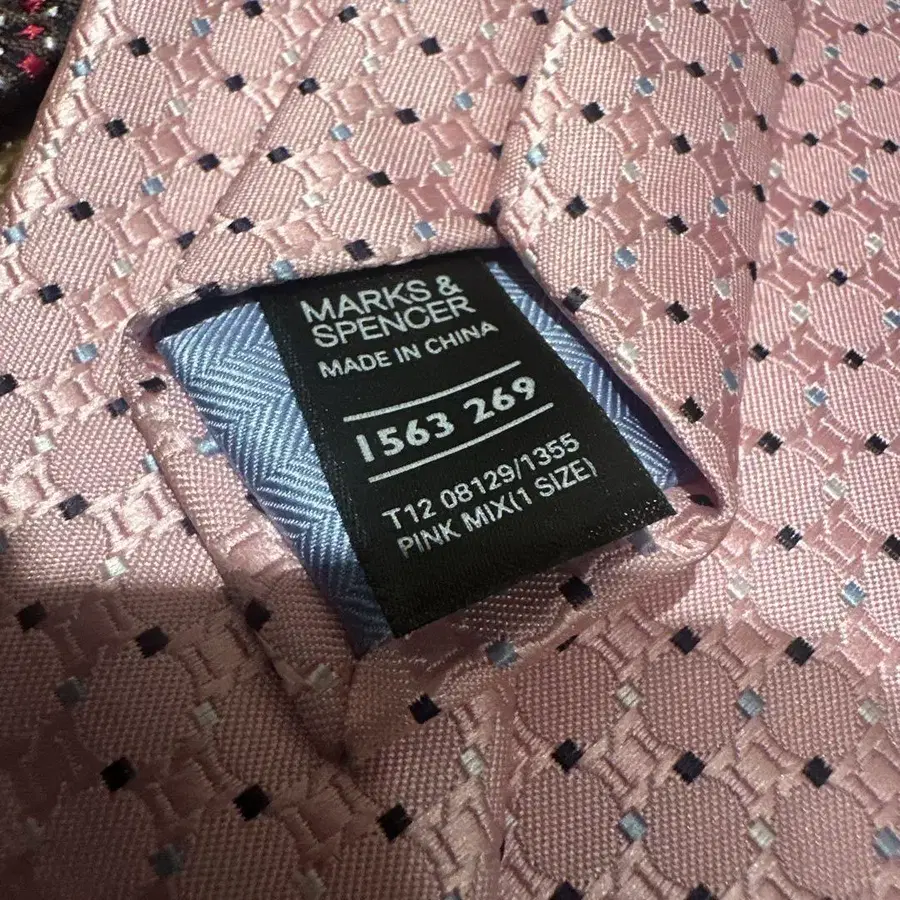 MARKS &
SPENCER
MADE IN CHINA
1563 269
T12 08129/1355
PINK MIX(1 SIZE)